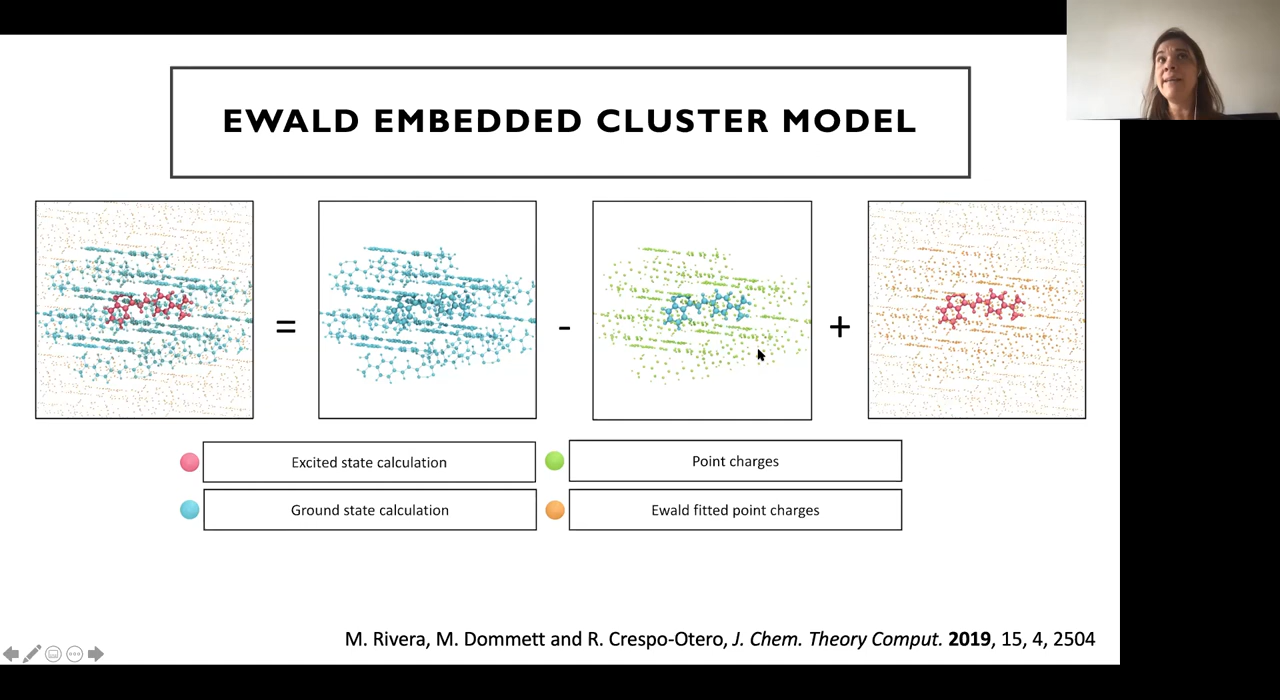 EWALD EMBEDDED CLUSTER MODEL
= - +
Excited state calculation
Point charges
Ground state calculation
Ewald fitted point charges
M. Rivera, M. Dommett and R. Crespo-Otero, J. Chem. Theory Comput. 2019, 15, 4, 2504